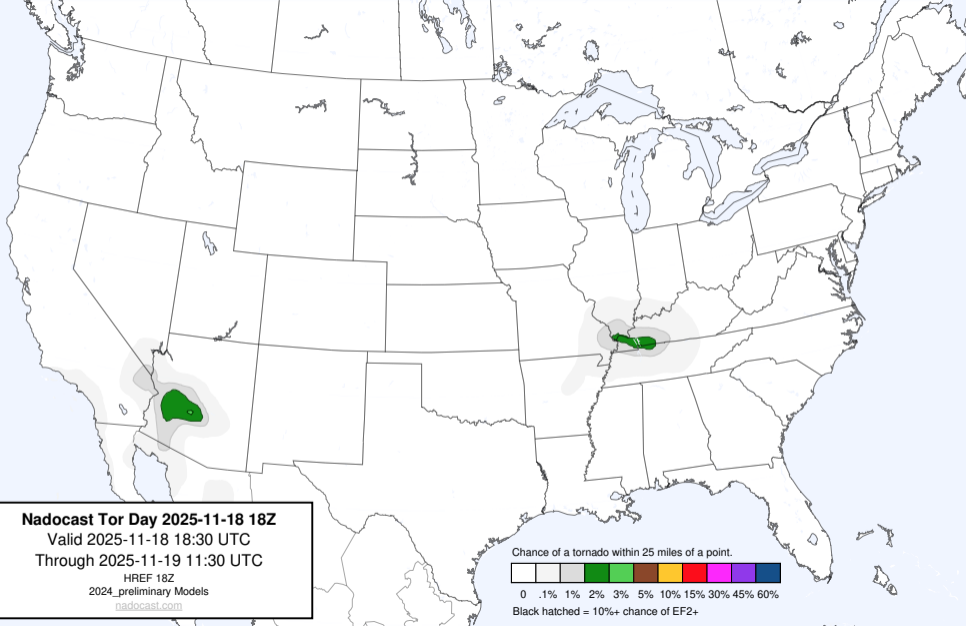 Nadocast Tor Day 2025-11-18 18Z
Valid 2025-11-18 18:30 UTC
Through 2025-11-19 11:30 UTC
HREF 18Z
2024_preliminary Models
nadocast.com
Chance of a tornado within 25 miles of a point.
0 .1% 1% 2% 3% 5% 10% 15% 30% 45% 60%
Black hatched = 10%+ chance of EF2+